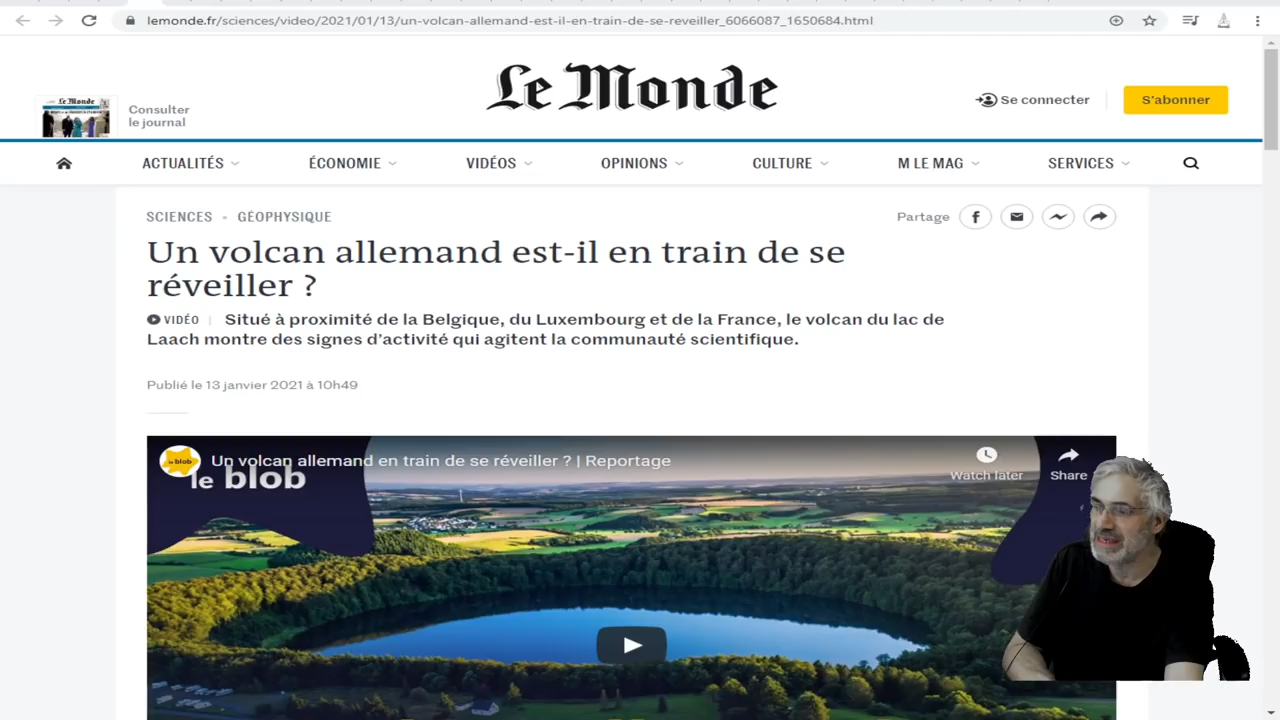 lemonde.fr/sciences/video/2021/01/13/un-volcan-allemand-est-il-en-train-de-se-reveiller_6066087_1650684.html
Le Monde
Consulter
le journal
Se connecter
S'abonner
ACTUALITÉS
ÉCONOMIE
VIDÉOS
OPINIONS
CULTURE
M LE MAG
SERVICES
SCIENCES • GÉOPHYSIQUE
Partage
Un volcan allemand est-il en train de se
réveiller ?
VIDÉO | Situé à proximité de la Belgique, du Luxembourg et de la France, le volcan du lac de
Laach montre des signes d'activité qui agitent la communauté scientifique.
Publié le 13 janvier 2021 à 10h49
le blob
Un volcan allemand en train de se réveiller ? | Reportage
le blob
Watch later
Share